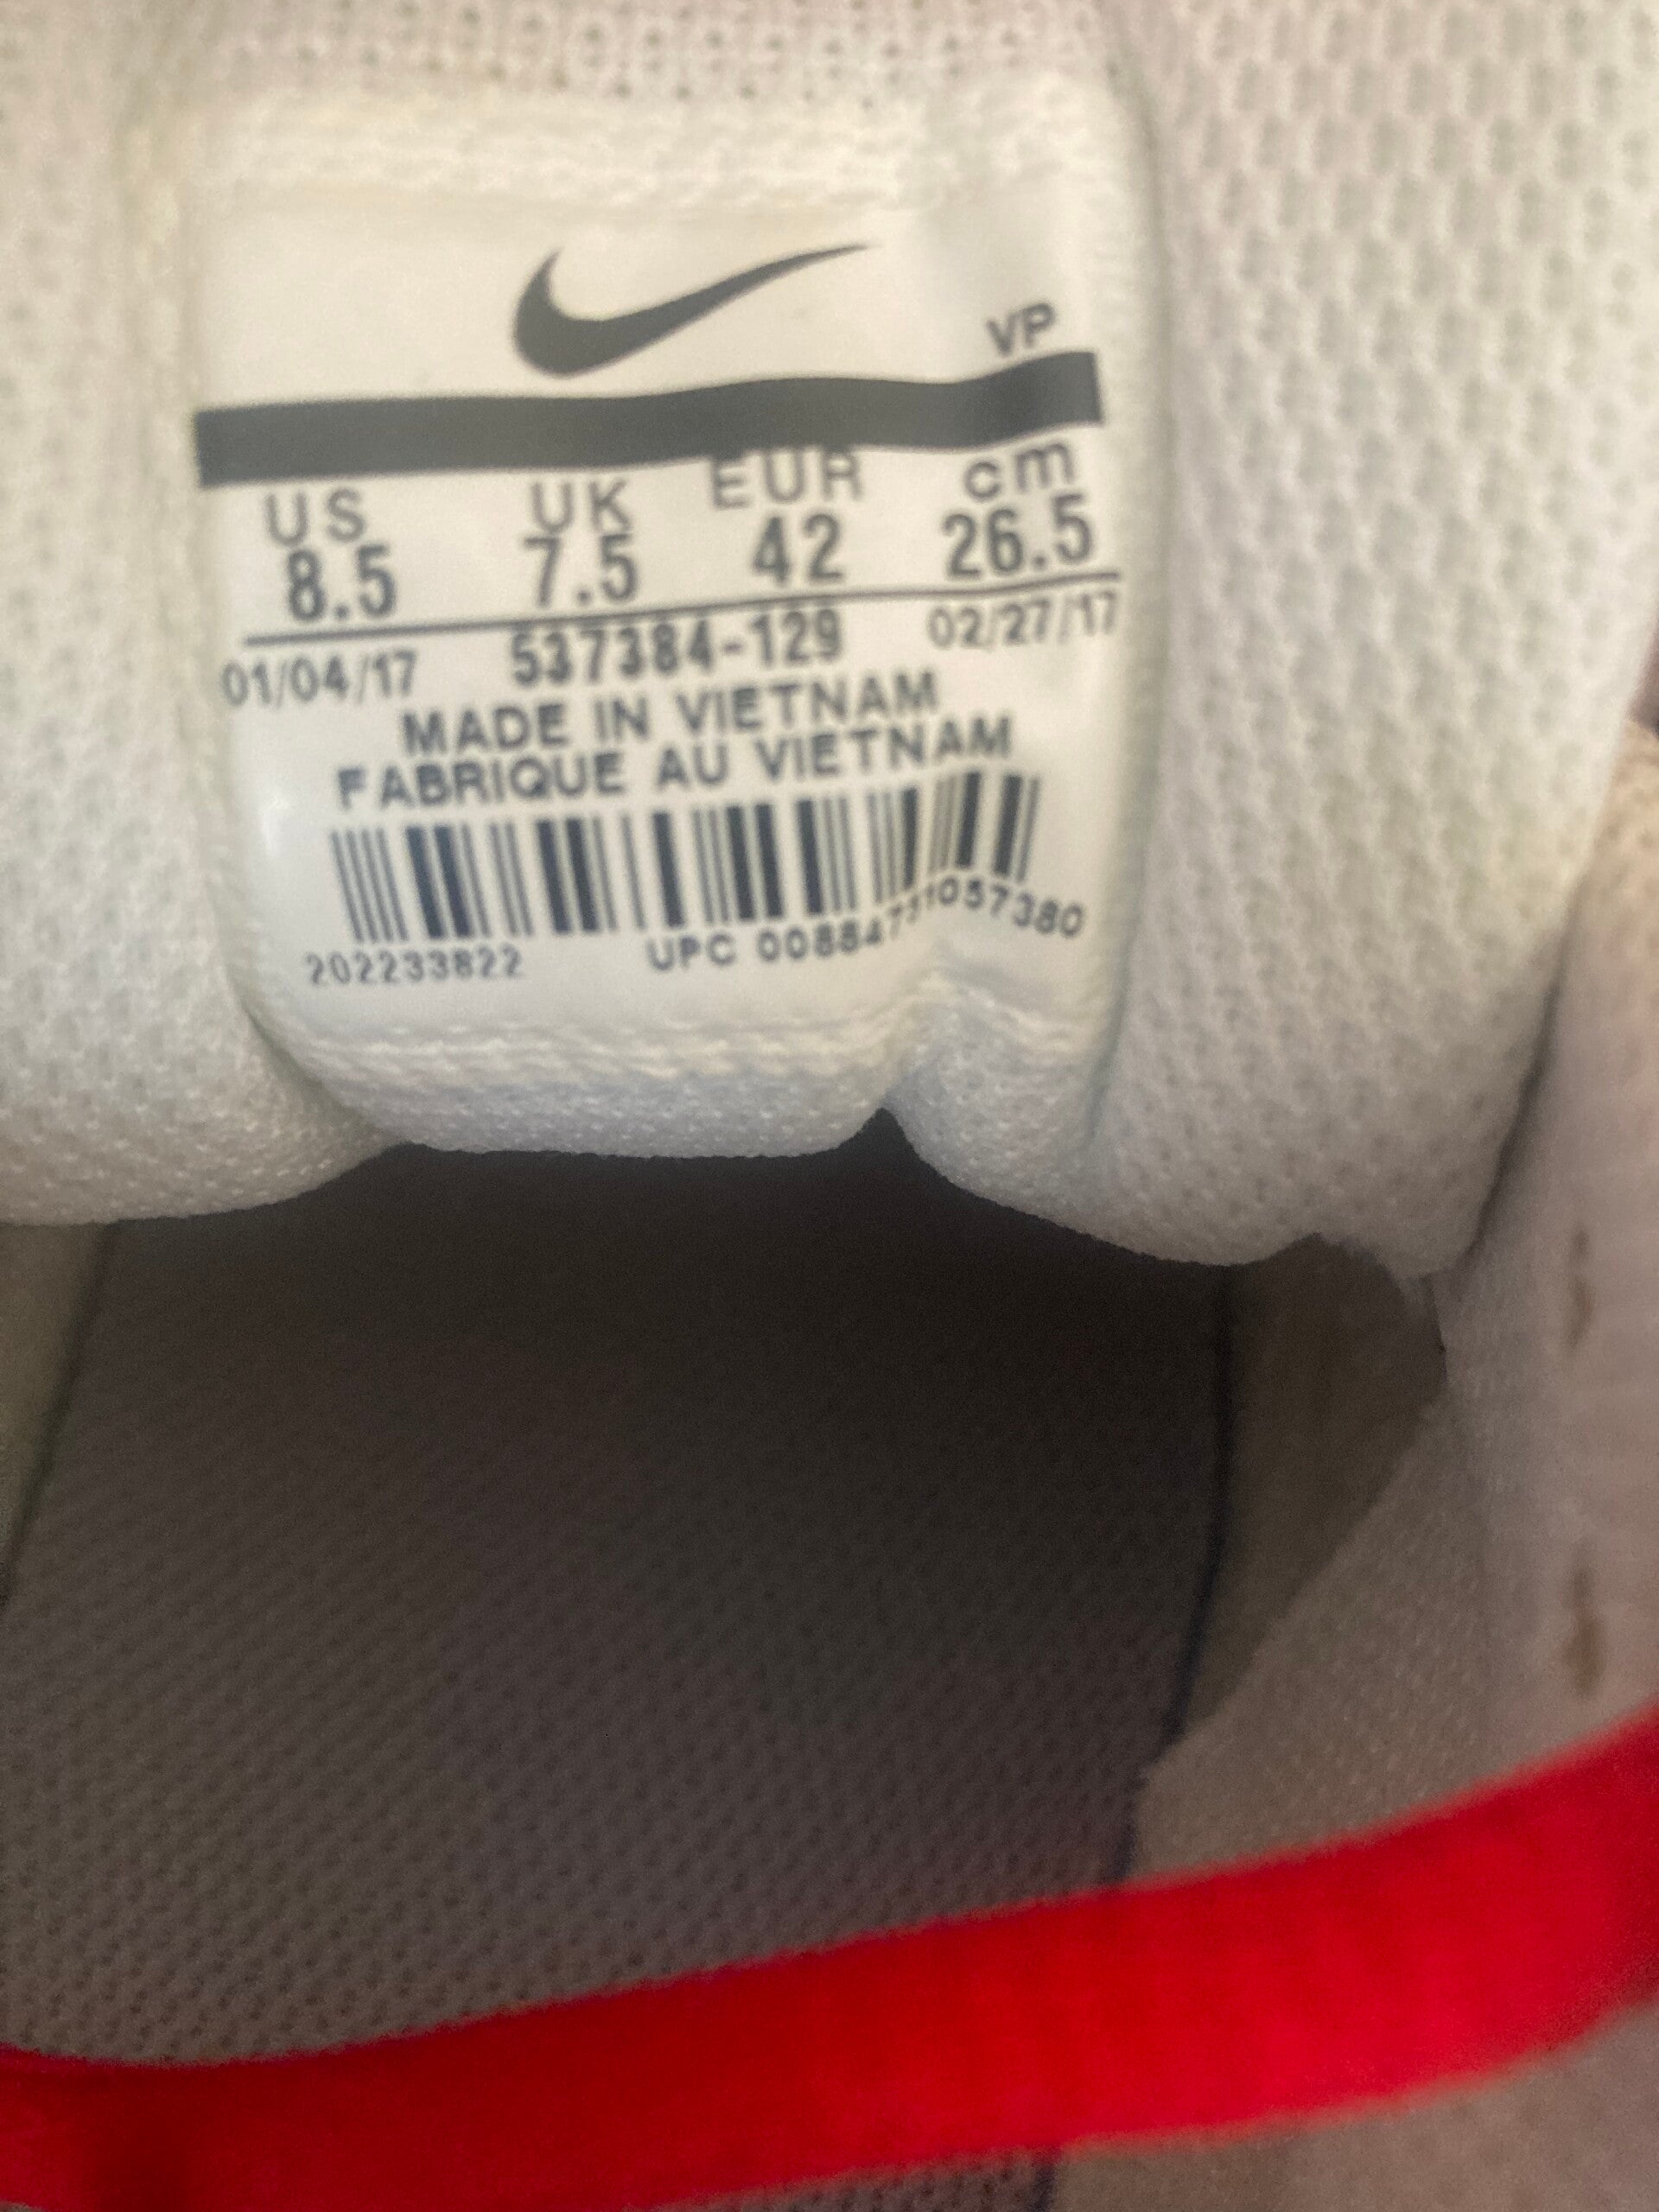 VP
US UK EUR cm
8.5 7.5 42 26.5
01/04/17 537384-129 02/27/17
MADE IN VIETNAM
FABRIQUE AU VIETNAM
202233822 UPC 00884771057380